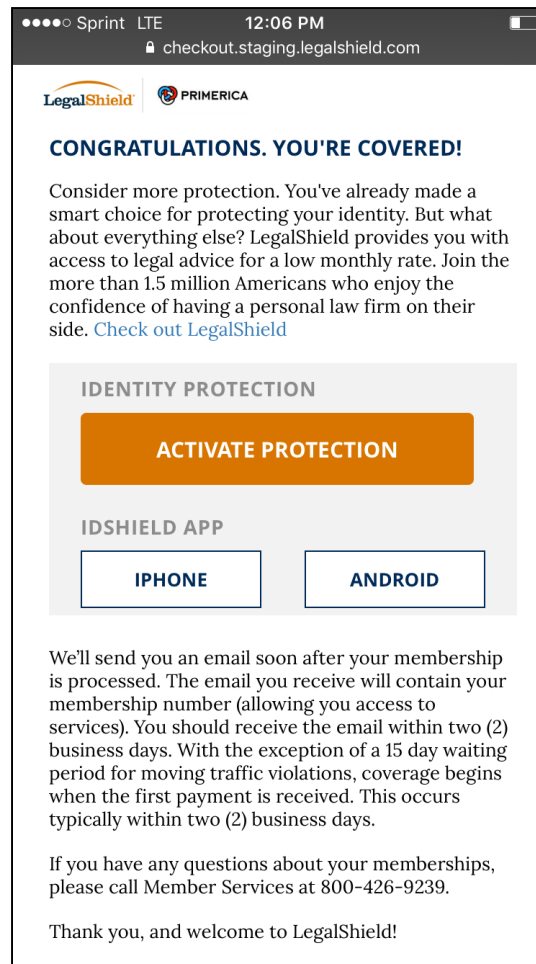 Sprint LTE 12:06 PM
checkout.staging.legalshield.com
LegalShield PRIMERICA
CONGRATULATIONS. YOU'RE COVERED!
Consider more protection. You've already made a
smart choice for protecting your identity. But what
about everything else? LegalShield provides you with
access to legal advice for a low monthly rate. Join the
more than 1.5 million Americans who enjoy the
confidence of having a personal law firm on their
side. Check out LegalShield
IDENTITY PROTECTION
ACTIVATE PROTECTION
IDSHIELD APP
IPHONE ANDROID
We'll send you an email soon after your membership
is processed. The email you receive will contain your
membership number (allowing you access to
services). You should receive the email within two (2)
business days. With the exception of a 15 day waiting
period for moving traffic violations, coverage begins
when the first payment is received. This occurs
typically within two (2) business days.
If you have any questions about your memberships,
please call Member Services at 800-426-9239.
Thank you, and welcome to LegalShield!